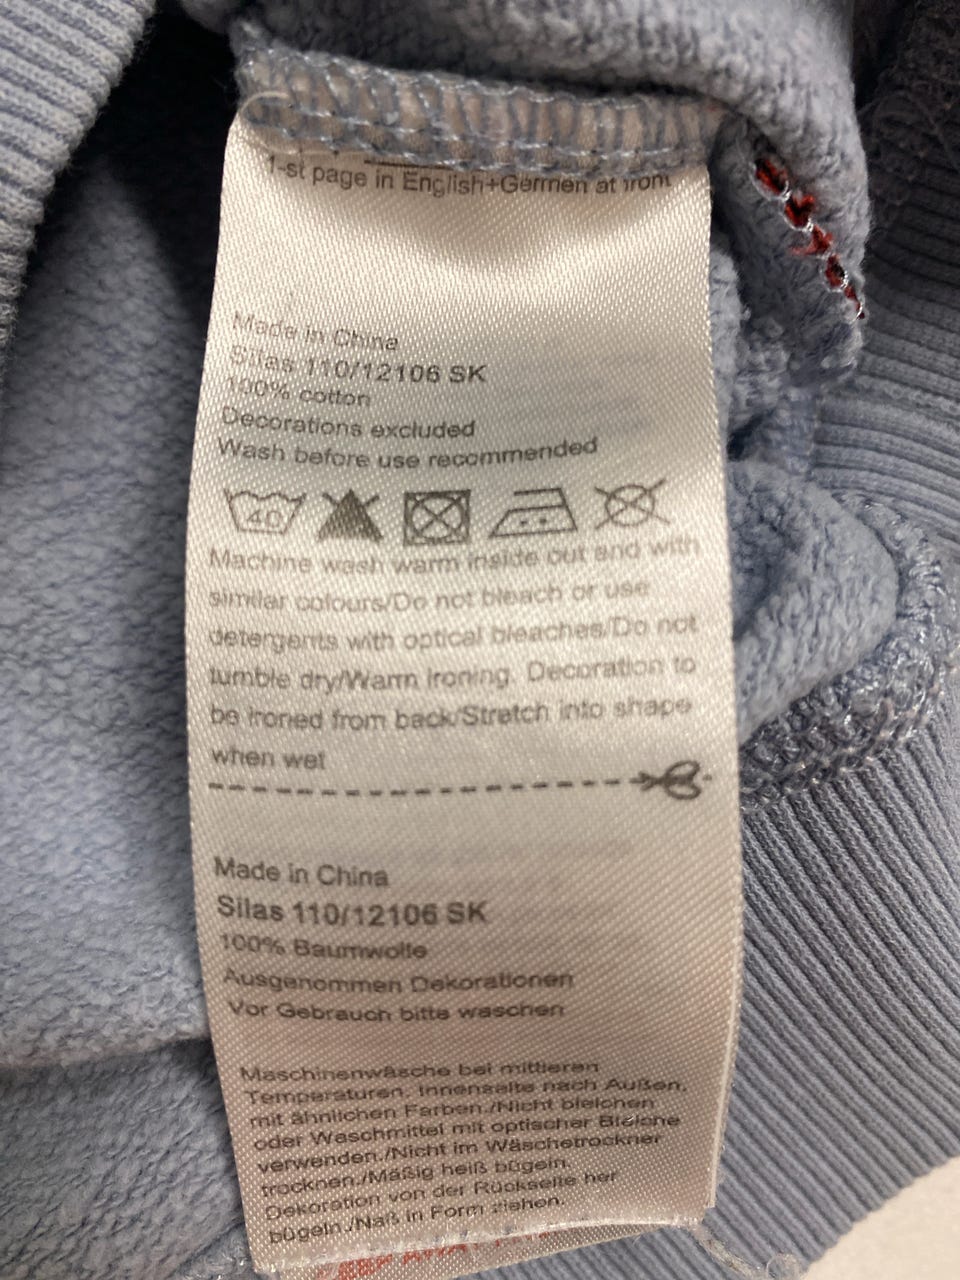 1-st page in English+Germen at front
Made in China
Silas 110/12106 SK
100% cotton
Decorations excluded
Wash before use recommended
40
Machine wash warm inside out and with
similar colours/Do not bleach or use
detergents with optical bleaches/Do not
tumble dry/Warm ironing. Decoration to
be ironed from back/Stretch into shape
when wet
Made in China
Silas 110/12106 SK
100% Baumwolle
Ausgenommen Dekorationen
Vor Gebrauch bitte waschen
Maschinenwäsche bei mittleren
Temperaturen, Innenseite nach Außen,
mit ähnlichen Farben./Nicht bleichen
oder Waschmittel mit optischer Bleiche
verwenden./Nicht im Wäschetrockner
trocknen./Mäßig heiß bügeln.
Dekoration von der Rückseite her
bügeln./Naß in Form ziehen.